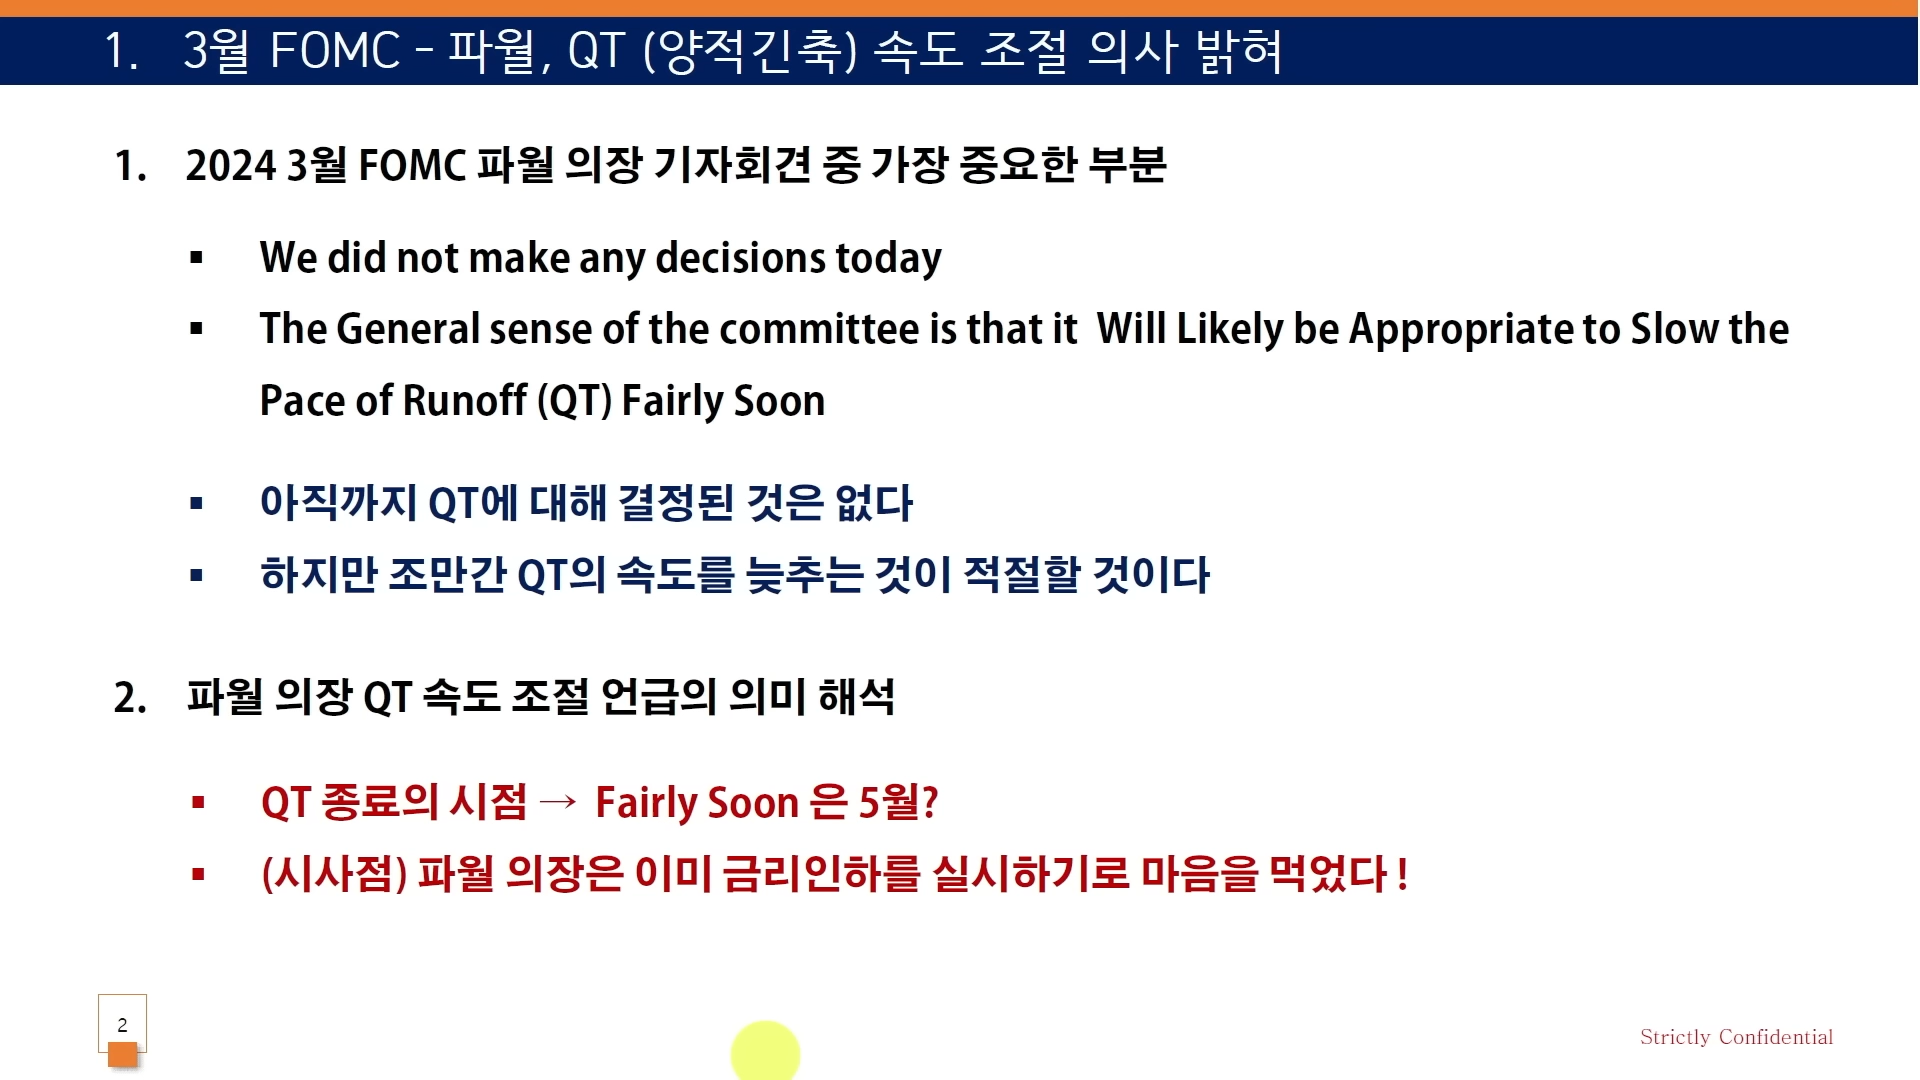 1. 3월 FOMC - 파월, QT (양적긴축) 속도 조절 의사 밝혀
1. 2024 3월 FOMC 파월 의장 기자회견 중 가장 중요한 부분
▪ We did not make any decisions today
▪ The General sense of the committee is that it Will Likely be Appropriate to Slow the
Pace of Runoff (QT) Fairly Soon
▪ 아직까지 QT에 대해 결정된 것은 없다
▪ 하지만 조만간 QT의 속도를 늦추는 것이 적절할 것이다
2. 파월 의장 QT 속도 조절 언급의 의미 해석
▪ QT 종료의 시점 → Fairly Soon 은 5월?
▪ (시사점) 파월 의장은 이미 금리인하를 실시하기로 마음을 먹었다 !
2
Strictly Confidential